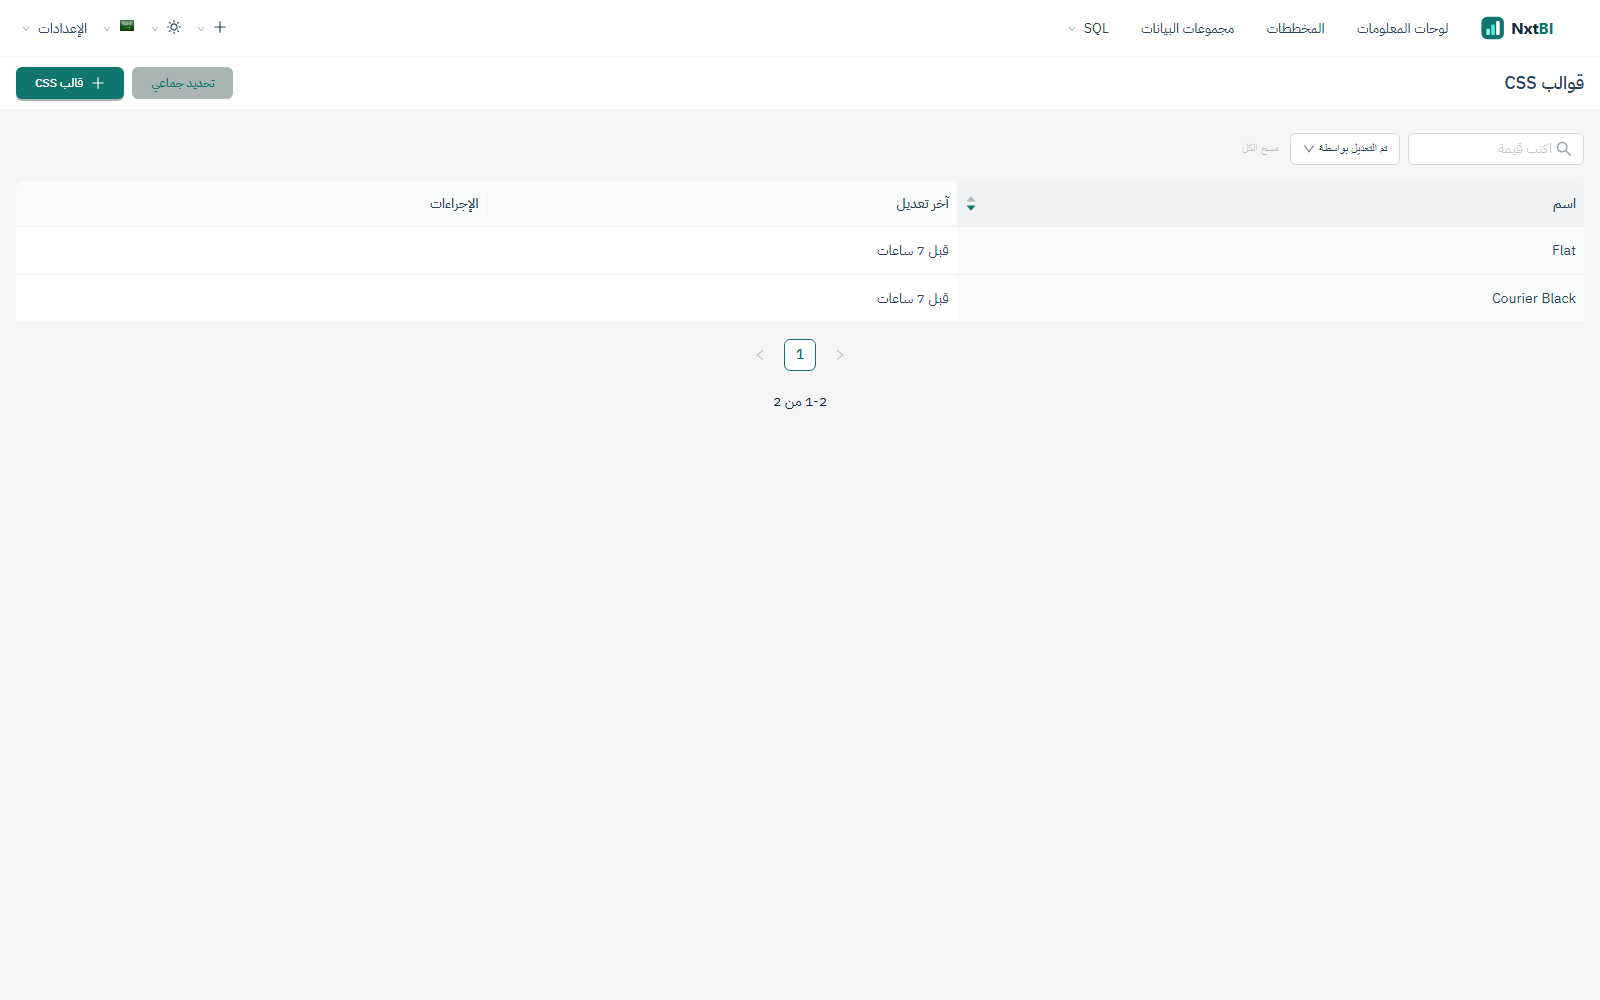 NxtBI
لوحات المعلومات
المخططات
مجموعات البيانات
SQL
الإعدادات
قوالب CSS
تحديد جماعي
قالب CSS
اكتب قيمة
تم التعديل بواسطة
مسح الكل
اسم
آخر تعديل
الإجراءات
Flat
قبل 7 ساعات
Courier Black
قبل 7 ساعات
1
1-2 من 2